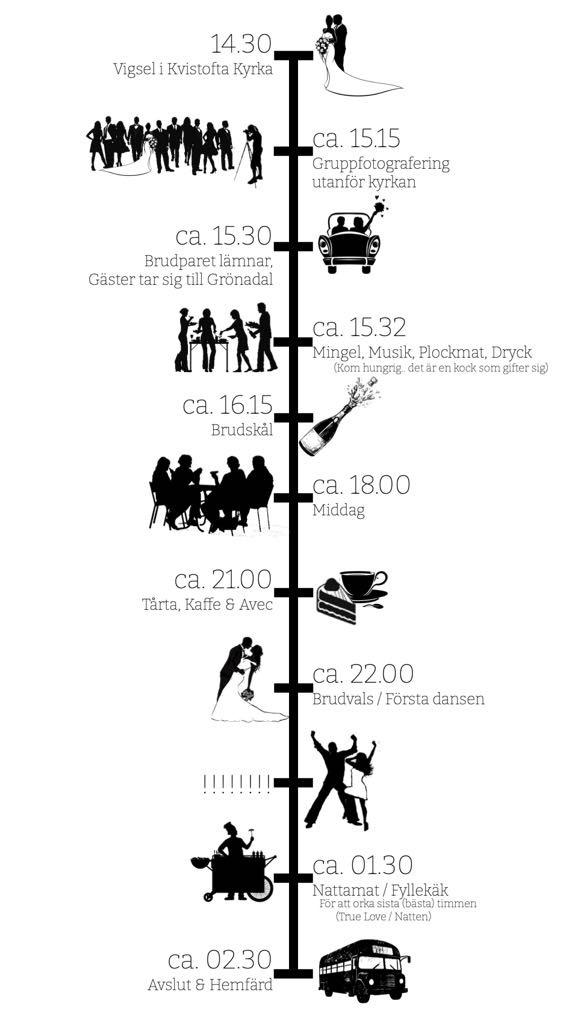 14.30
Vigsel i Kvistofta Kyrka
ca. 15.15
Gruppfotografering
utanför kyrkan
ca. 15.30
Brudparet lämnar,
Gäster tar sig till Grönadal
ca. 15.32
Mingel, Musik, Plockmat, Dryck
(Kom hungrig.. det är en kock som gifter sig)
ca. 16.15
Brudskål
ca. 18.00
Middag
ca. 21.00
Tårta, Kaffe & Avec
ca. 22.00
Brudvals / Första dansen
! ! ! ! ! ! ! !
ca. 01.30
Nattamat / Fyllekäk
För att orka sista (bästa) timmen
(True Love / Natten)
ca. 02.30
Avslut & Hemfärd